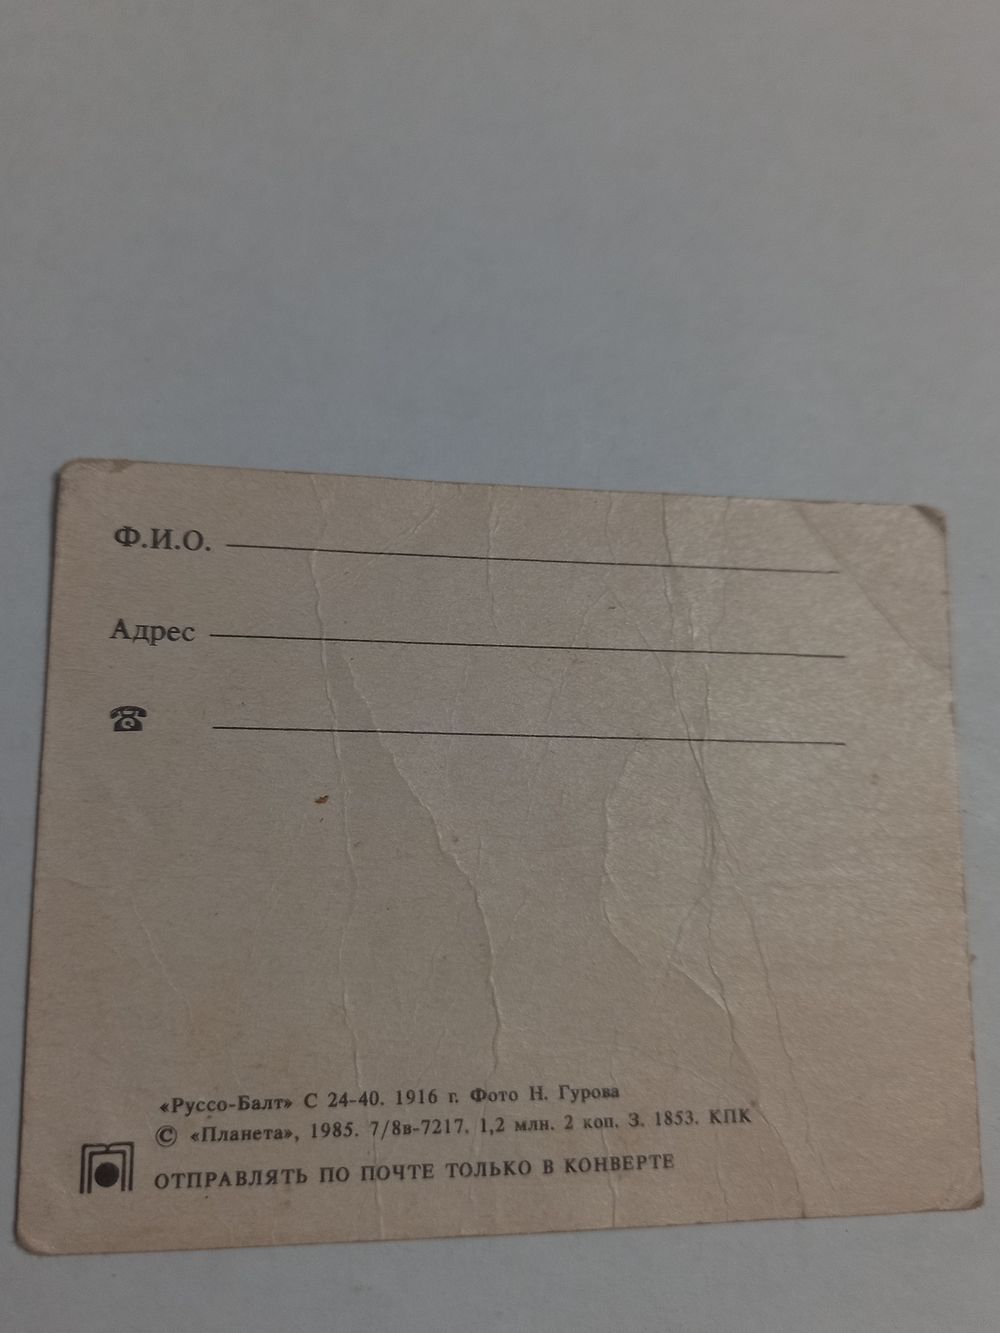 Ф.И.О.
Адрес
«Руссо-Балт» С 24-40. 1916 г. Фото Н. Гурова
© «Планета», 1985. 7/8в-7217. 1,2 млн. 2 коп. З. 1853. КПК
ОТПРАВЛЯТЬ ПО ПОЧТЕ ТОЛЬКО В КОНВЕРТЕ